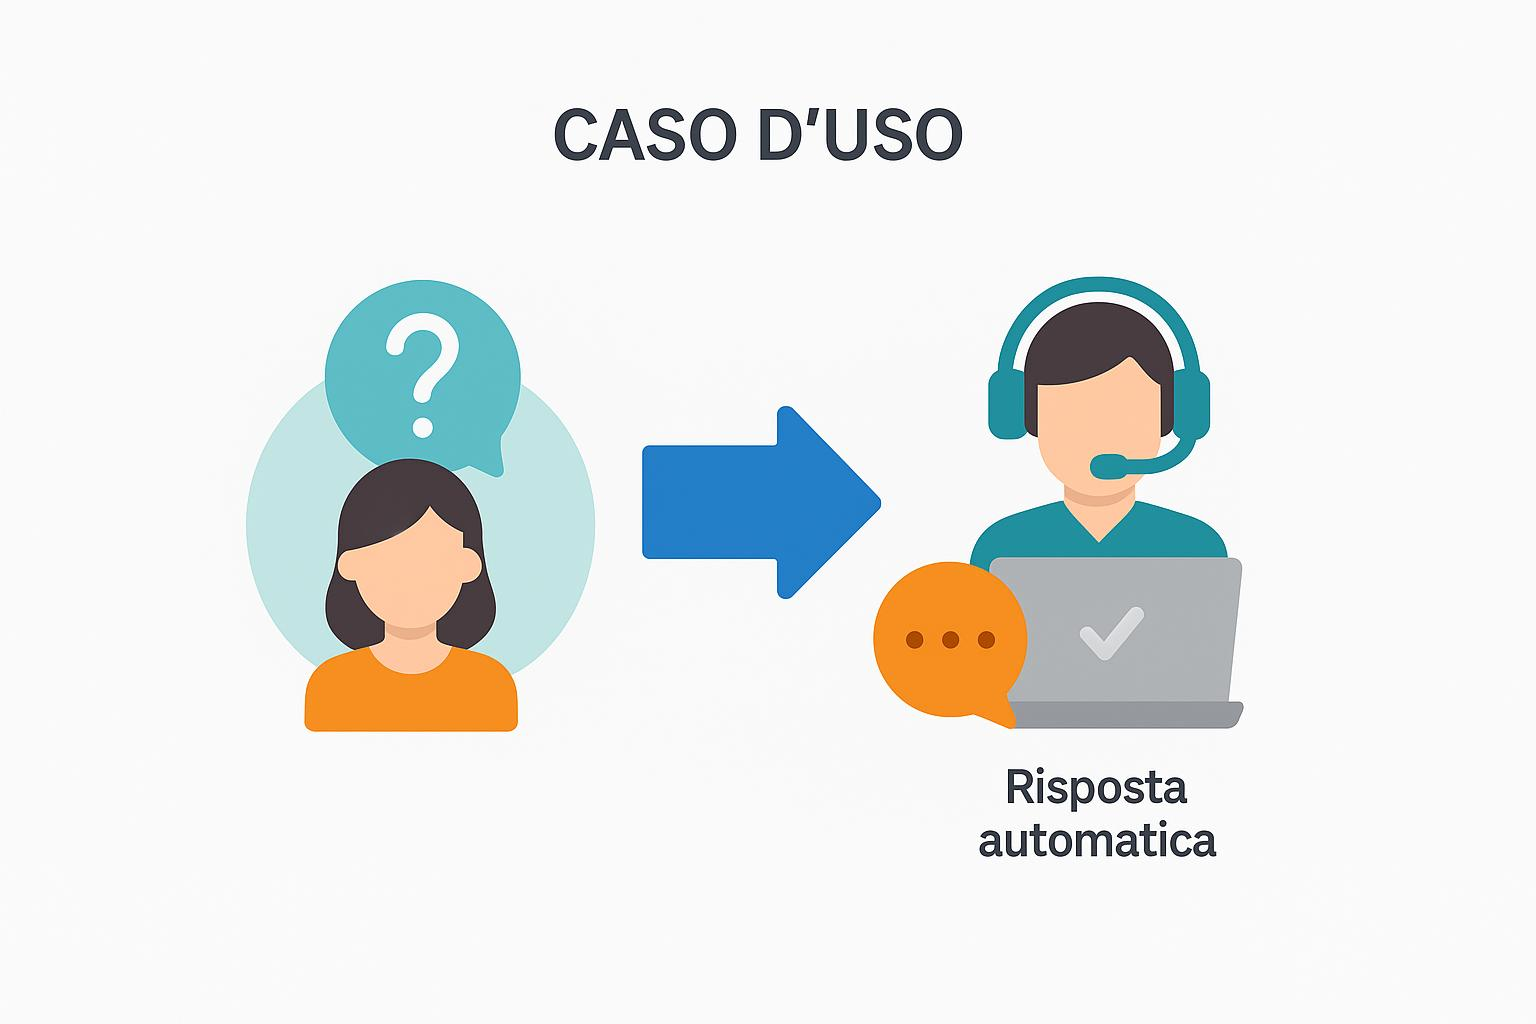 CASO D’USO
?
Risposta
automatica